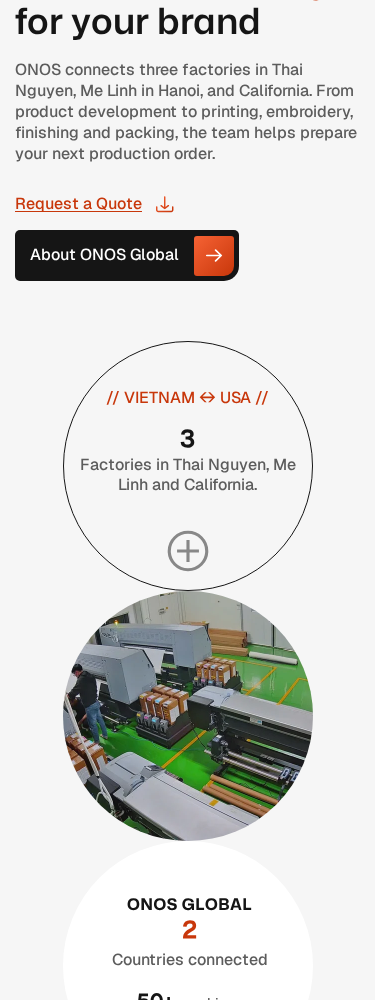 for your brand
ONOS connects three factories in Thai
Nguyen, Me Linh in Hanoi, and California. From
product development to printing, embroidery,
finishing and packing, the team helps prepare
your next production order.
Request a Quote
About ONOS Global
// VIETNAM ↔ USA //
3
Factories in Thai Nguyen, Me
Linh and California.
ONOS GLOBAL
2
Countries connected